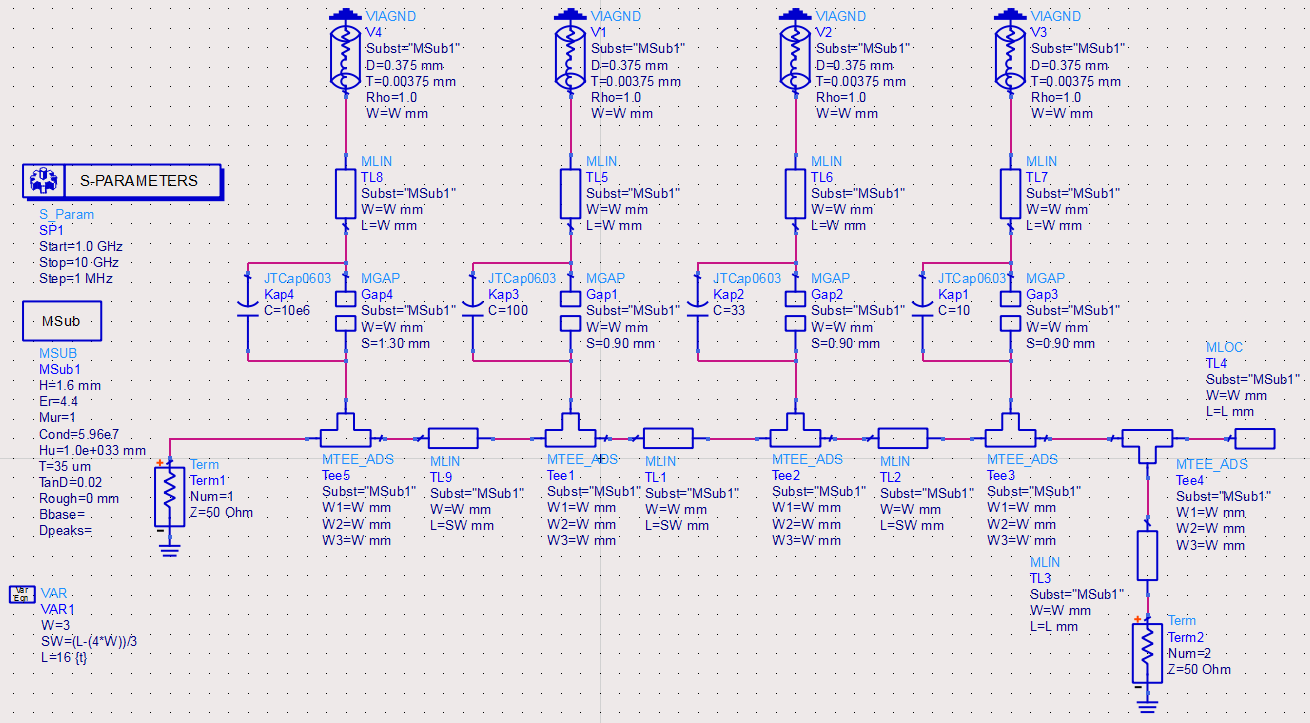 VIAGND
V4
Subst="MSub1"
D=0.375 mm
T=0.00375 mm
Rho=1.0
W=W mm
VIAGND
V1
Subst="MSub1"
D=0.375 mm
T=0.00375 mm
Rho=1.0
W=W mm
VIAGND
V2
Subst="MSub1"
D=0.375 mm
T=0.00375 mm
Rho=1.0
W=W mm
VIAGND
V3
Subst="MSub1"
D=0.375 mm
T=0.00375 mm
Rho=1.0
W=W mm
MLIN
TL8
Subst="MSub1"
W=W mm
L=W mm
MLIN
TL5
Subst="MSub1"
W=W mm
L=W mm
MLIN
TL6
Subst="MSub1"
W=W mm
L=W mm
MLIN
TL7
Subst="MSub1"
W=W mm
L=W mm
S-PARAMETERS
S_Param
SP1
Start=1.0 GHz
Stop=10 GHz
Step=1 MHz
JTCap0603
Kap4
C=10e6
MGAP
Gap4
Subst="MSub1"
W=W mm
S=1.30 mm
JTCap0603
Kap3
C=100
MGAP
Gap1
Subst="MSub1"
W=W mm
S=0.90 mm
JTCap0603
Kap2
C=33
MGAP
Gap2
Subst="MSub1"
W=W mm
S=0.90 mm
JTCap0603
Kap1
C=10
MGAP
Gap3
Subst="MSub1"
W=W mm
S=0.90 mm
MSub
MSUB
MSub1
H=1.6 mm
Er=4.4
Mur=1
Cond=5.96e7
Hu=1.0e+033 mm
T=35 um
TanD=0.02
Rough=0 mm
Bbase=
Dpeaks=
MLOC
TL4
Subst="MSub1"
W=W mm
L=L mm
Term
Term1
Num=1
Z=50 Ohm
MTEE_ADS
Tee5
Subst="MSub1"
W1=W mm
W2=W mm
W3=W mm
MLIN
TL9
Subst="MSub1"
W=W mm
L=SW mm
MTEE_ADS
Tee1
Subst="MSub1"
W1=W mm
W2=W mm
W3=W mm
MLIN
TL1
Subst="MSub1"
W=W mm
L=SW mm
MTEE_ADS
Tee2
Subst="MSub1"
W1=W mm
W2=W mm
W3=W mm
MLIN
TL2
Subst="MSub1"
W=W mm
L=SW mm
MTEE_ADS
Tee3
Subst="MSub1"
W1=W mm
W2=W mm
W3=W mm
MTEE_ADS
Tee4
Subst="MSub1"
W1=W mm
W2=W mm
W3=W mm
MLIN
TL3
Subst="MSub1"
W=W mm
L=L mm
Term
Term2
Num=2
Z=50 Ohm
Var
Eqn
VAR
VAR1
W=3
SW=(L-(4*W))/3
L=16 {t}